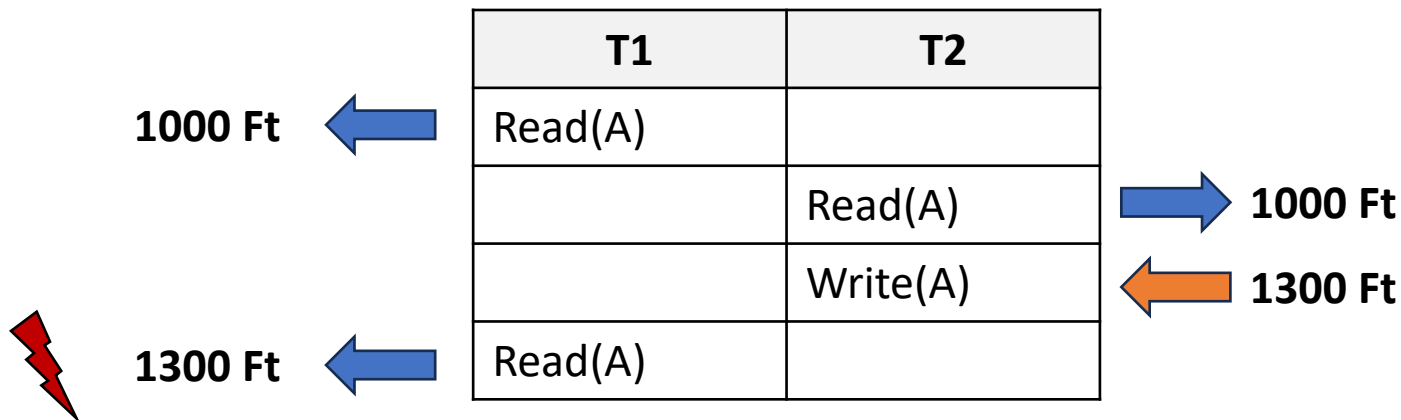 T1 T2
1000 Ft Read(A)
Read(A) 1000 Ft
Write(A) 1300 Ft
1300 Ft Read(A)